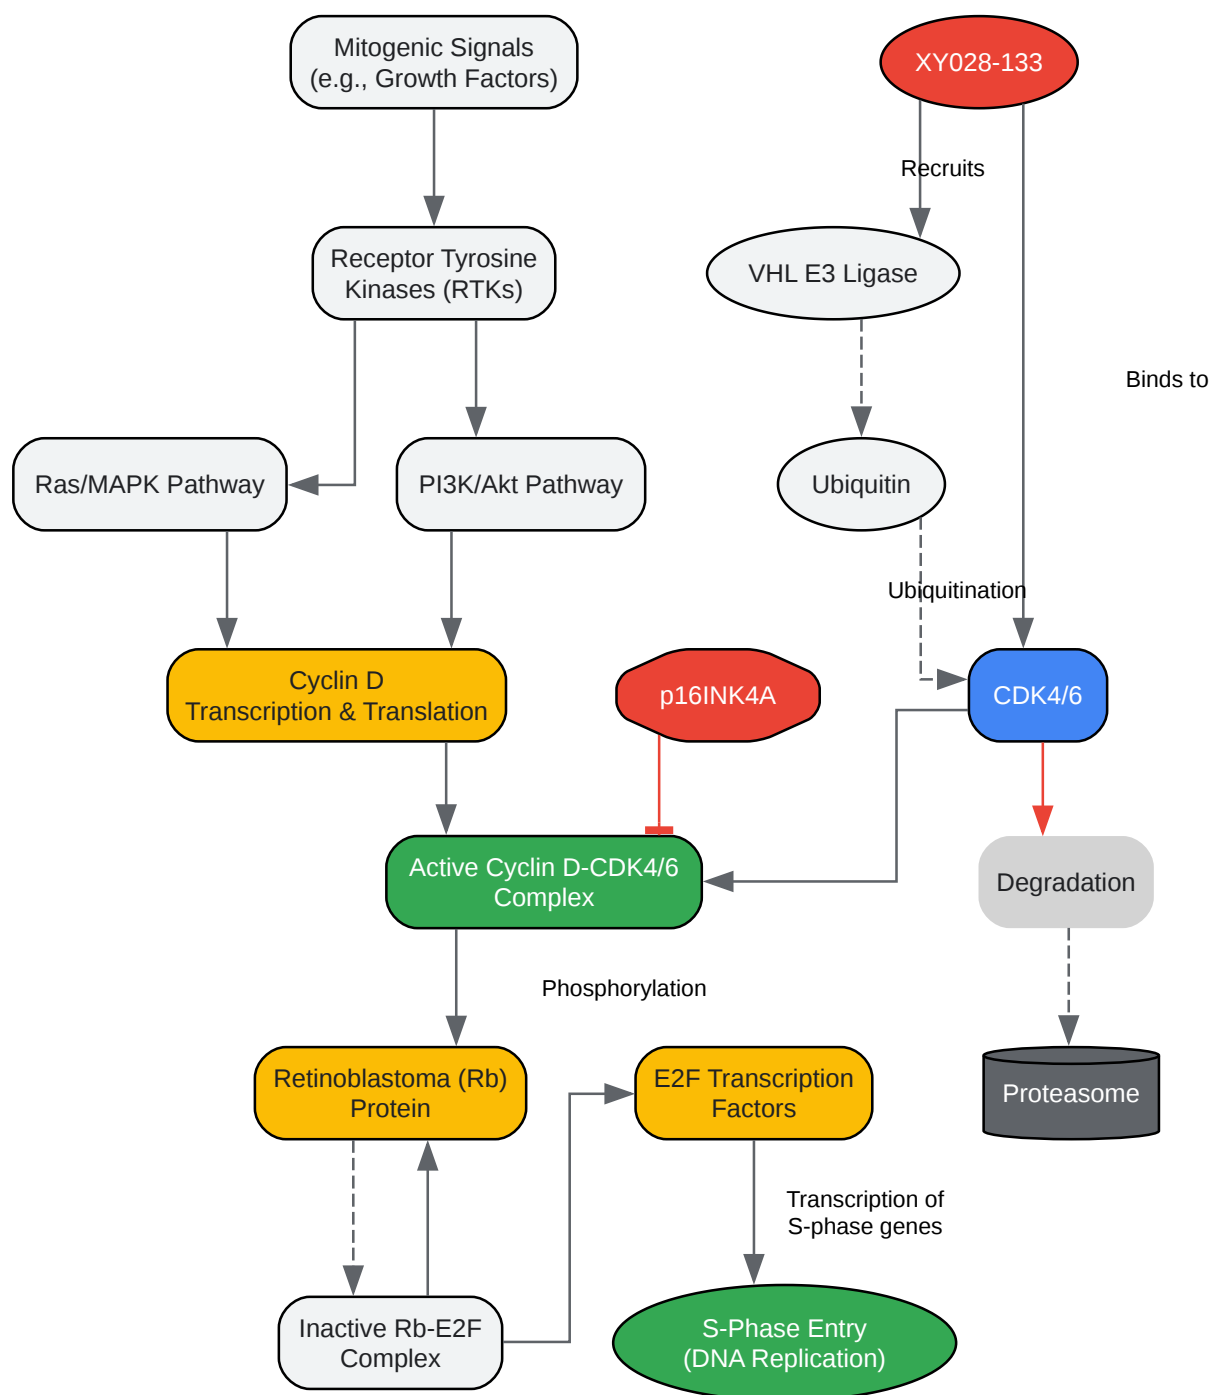 Mitogenic Signals
(e.g., Growth Factors)
XY028-133
Recruits
Receptor Tyrosine
Kinases (RTKs)
VHL E3 Ligase
Binds to
Ras/MAPK Pathway
PI3K/Akt Pathway
Ubiquitin
Ubiquitination
Cyclin D
Transcription & Translation
p16INK4A
CDK4/6
Active Cyclin D-CDK4/6
Complex
Degradation
Phosphorylation
Retinoblastoma (Rb)
Protein
E2F Transcription
Factors
Proteasome
Transcription of
S-phase genes
Inactive Rb-E2F
Complex
S-Phase Entry
(DNA Replication)